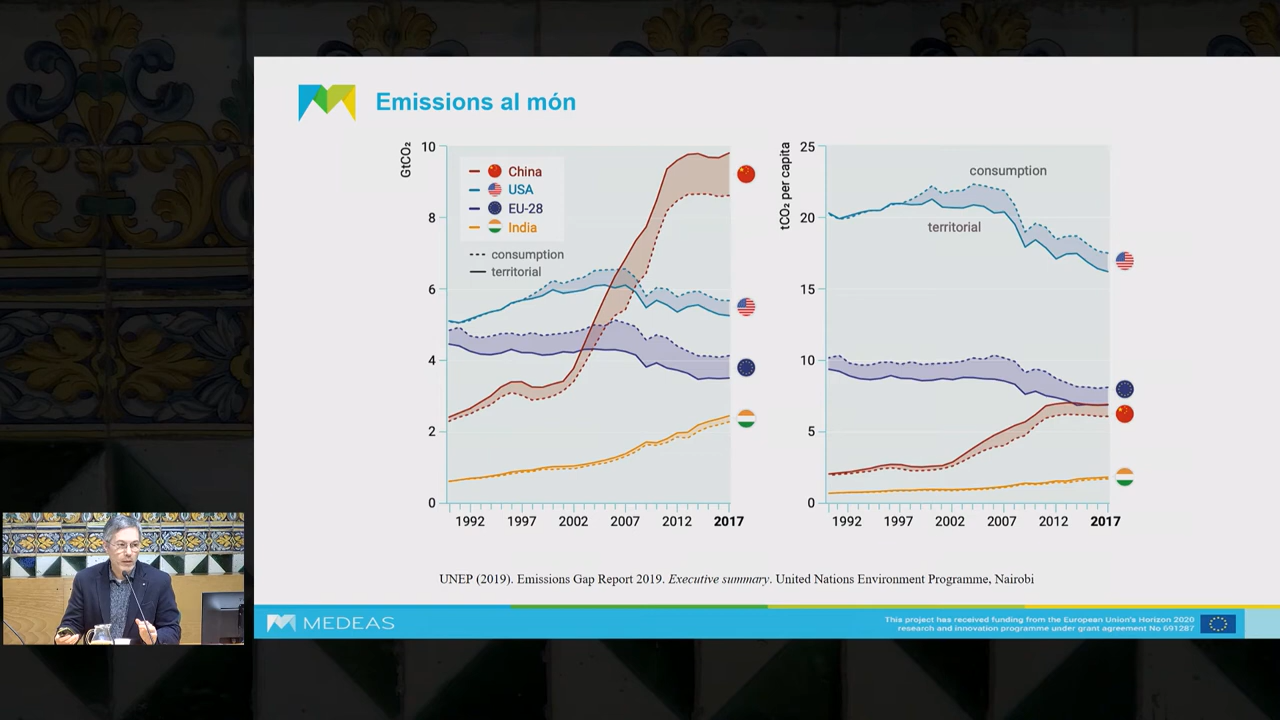 Emissions al món
GtCO₂
10
8
6
4
2
0
China
USA
EU-28
India
consumption
territorial
1992
1997
2002
2007
2012
2017
tCO₂ per capita
25
20
15
10
5
0
consumption
territorial
1992
1997
2002
2007
2012
2017
UNEP (2019). Emissions Gap Report 2019. Executive summary. United Nations Environment Programme, Nairobi
MEDEAS
This project has received funding from the European Union's Horizon 2020
research and innovation programme under grant agreement No 691287